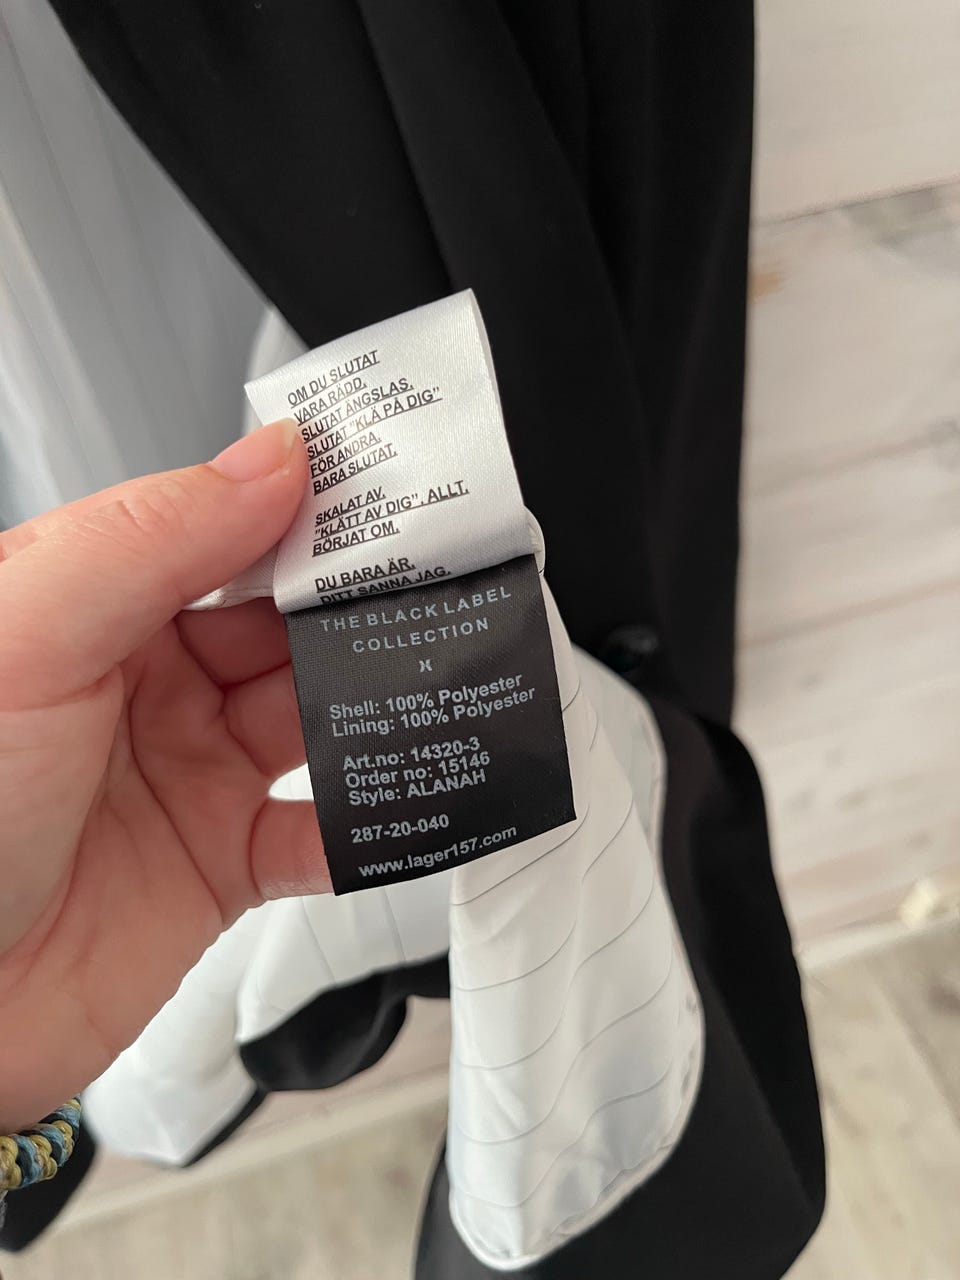 OM DU SLUTAT
VARA RÄDD.
SLUTAT ÄNGSLAS.
SLUTAT "KLÄ PÅ DIG"
FÖR ANDRA.
BARA SLUTAT.
SKALAT AV.
"KLÄTT AV DIG". ALLT.
BÖRJAT OM.
DU BARA ÄR.
DITT SANNA JAG.
THE BLACK LABEL
COLLECTION
Shell: 100% Polyester
Lining: 100% Polyester
Art.no: 14320-3
Order no: 15146
Style: ALANAH
287-20-040
www.lager157.com